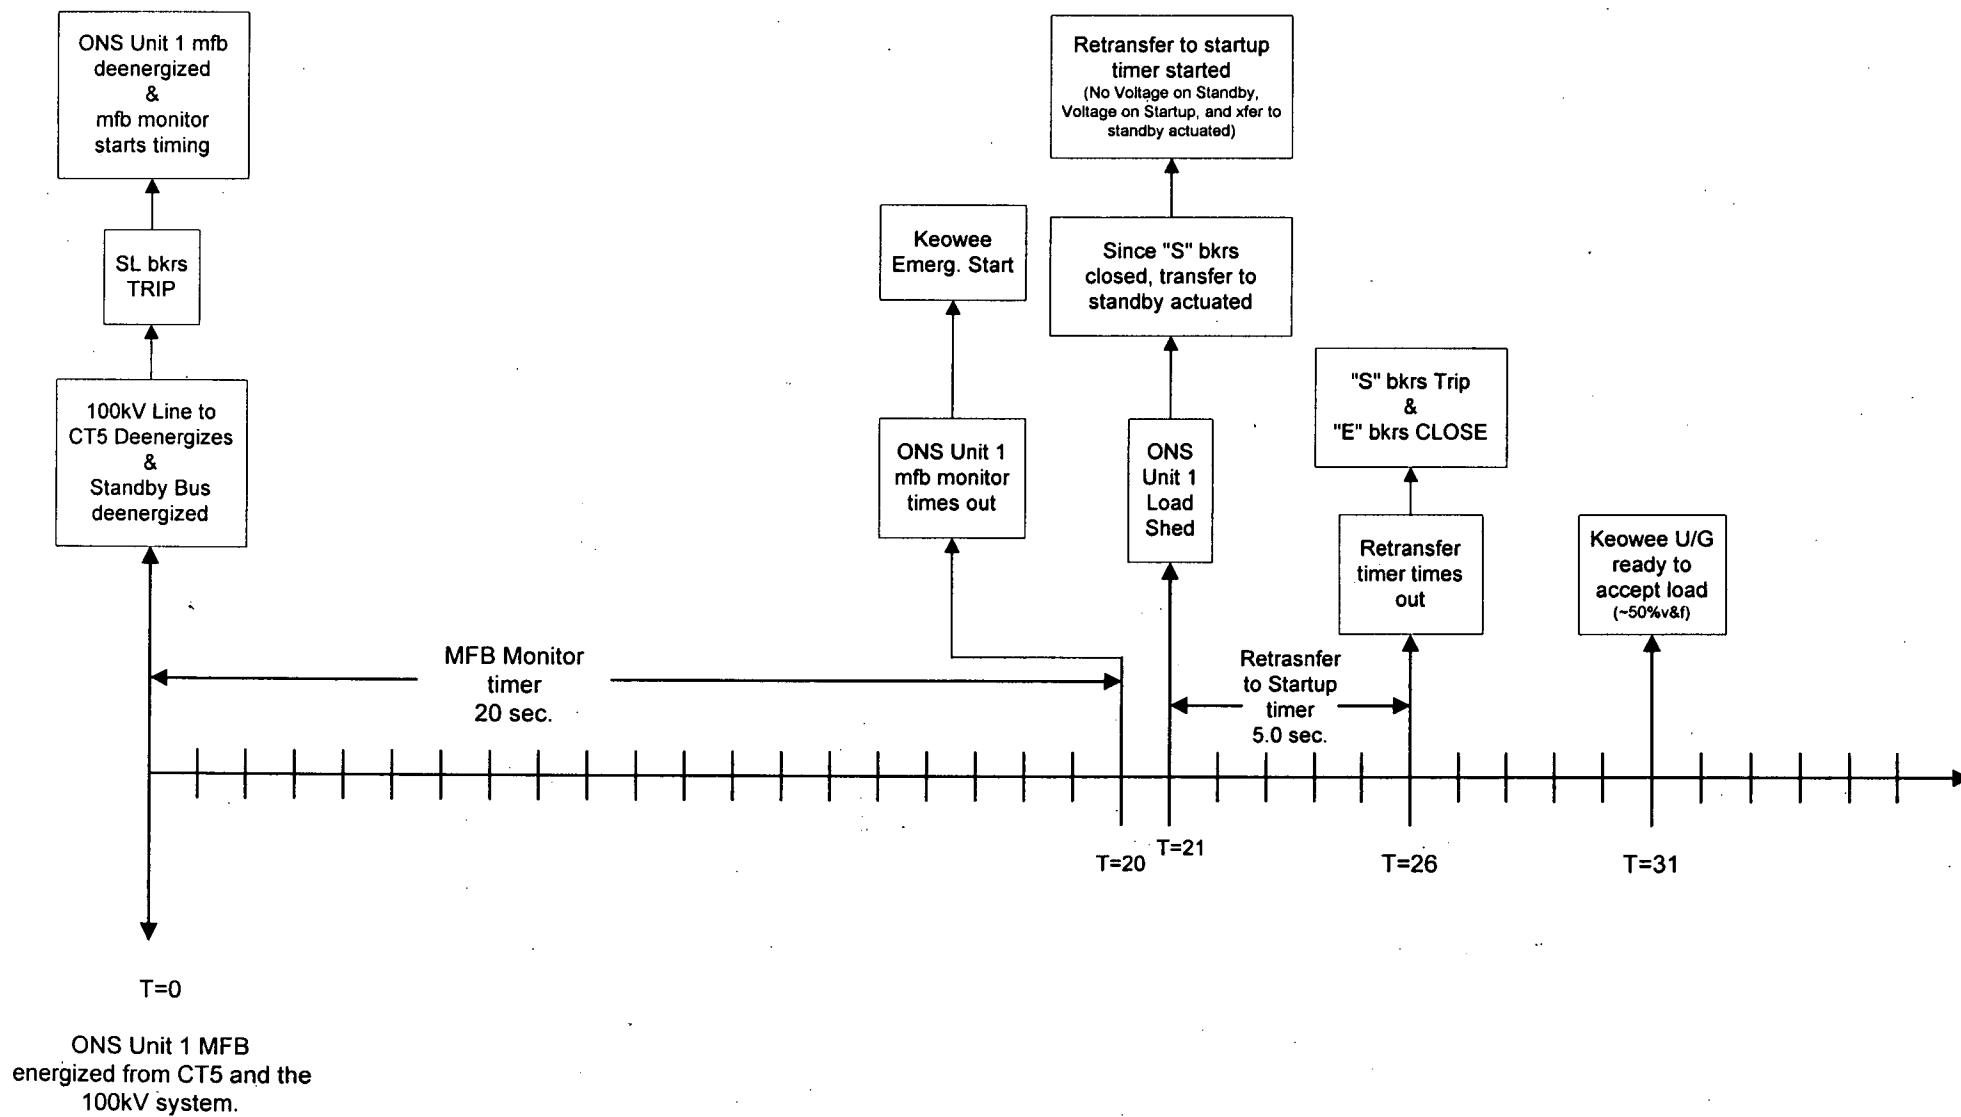 ONS Unit 1 mfb
deenergized
&
mfb monitor
starts timing
SL bkrs
TRIP
100kV Line to
CT5 Deenergizes
&
Standby Bus
deenergized
Keowee
Emerg. Start
ONS Unit 1
mfb monitor
times out
Retransfer to startup
timer started
(No Voltage on Standby,
Voltage on Startup, and xfer to
standby actuated)
Since "S" bkrs
closed, transfer to
standby actuated
ONS
Unit 1
Load
Shed
"S" bkrs Trip
&
"E" bkrs CLOSE
Retransfer
timer times
out
Keowee U/G
ready to
accept load
(~50%v&f)
MFB Monitor
timer
20 sec.
Retrasnfer
to Startup
timer
5.0 sec.
T=20
T=21
T=26
T=31
T=0
ONS Unit 1 MFB
energized from CT5 and the
100kV system.